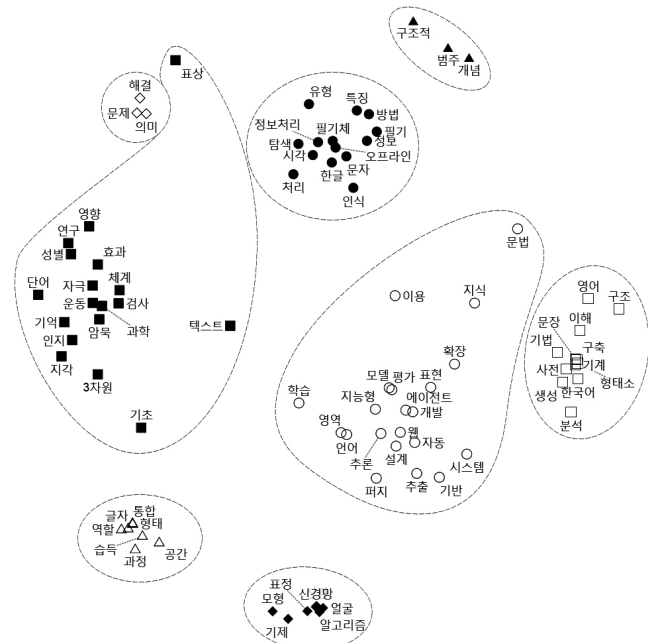 구조적
범주
개념
표상
해결
문제
의미
유형
특징
방법
정보처리
필기체
필기
탐색
시각
정보
오프라인
한글
문자
처리
인식
영향
연구
성별
효과
단어
자극
체계
운동
검사
기억
암묵
과학
인지
지각
3차원
텍스트
기초
문법
이용
지식
확장
모델
평가
표현
학습
지능형
에이전트
개발
영역
웹
언어
자동
추론
설계
시스템
퍼지
추출
기반
영어
구조
이해
문장
기법
구축
기계
사전
형태소
생성
한국어
분석
글자
통합
역할
형태
습득
과정
공간
표정
신경망
모형
얼굴
기제
알고리즘